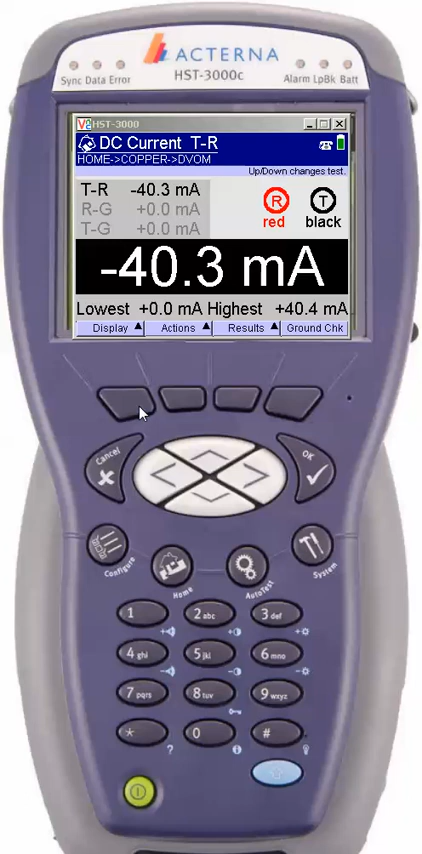 ACTERNA
HST-3000c
Sync Data Error
Alarm LpBk Batt
HST-3000
DC Current T-R
HOME->COPPER->DVOM
Up/Down changes test.
T-R -40.3 mA
R-G +0.0 mA
T-G +0.0 mA
R T
red black
-40.3 mA
Lowest +0.0 mA Highest +40.4 mA
Display Actions Results Ground Chk
Cancel
OK
Configure
Home
AutoTest
System
1 2 abc 3 def
4 ghi 5 jkl 6 mno
7 pqrs 8 tuv 9 wxyz
* 0 #
?